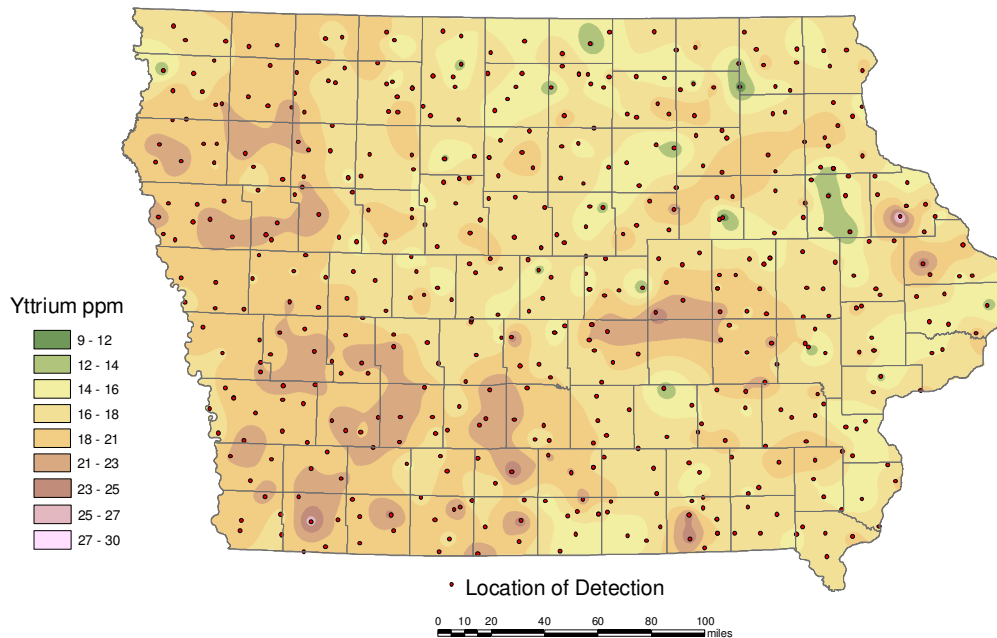 Yttrium ppm
9 - 12
12 - 14
14 - 16
16 - 18
18 - 21
21 - 23
23 - 25
25 - 27
27 - 30
Location of Detection
0 20 40 60 80 100
miles